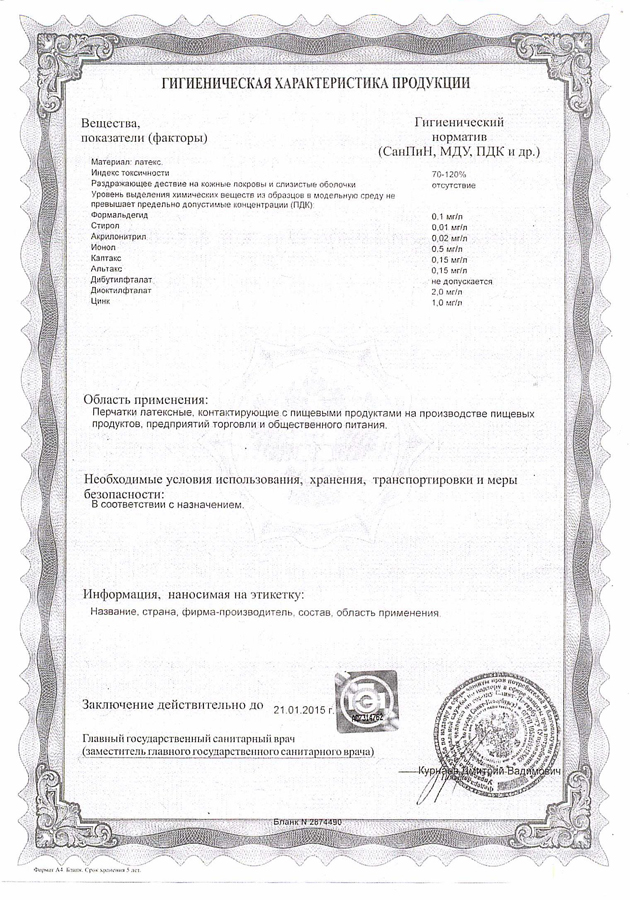 ГИГИЕНИЧЕСКАЯ ХАРАКТЕРИСТИКА ПРОДУКЦИИ
Вещества,
показатели (факторы)
Гигиенический
норматив
(СанПиН, МДУ, ПДК и др.)
Материал: латекс.
Индекс токсичности 70-120%
Раздражающее дествие на кожные покровы и слизистые оболочки отсутствие
Уровень выделения химических веществ из образцов в модельную среду не
превышает предельно допустимые концентрации (ПДК):
Формальдегид 0.1 мг/л
Стирол 0,01 мг/л
Акрилонитрил 0,02 мг/л
Ионол 0.5 мг/л
Каптакс 0,15 мг/л
Альтакс 0,15 мг/л
Дибутилфталат не допускается
Диоктилфталат 2,0 мг/л
Цинк 1,0 мг/л
Область применения:
Перчатки латексные, контактирующие с пищевыми продуктами на производстве пищевых
продуктов, предприятий торговли и общественного питания.
Необходимые условия использования, хранения, транспортировки и меры
безопасности:
В соответствии с назначением.
Информация, наносимая на этикетку:
Название, страна, фирма-производитель, состав, область применения.
Заключение действительно до 21.01.2015 г.
Главный государственный санитарный врач
(заместитель главного государственного санитарного врача)
Дмитрий Вадимович
Бланк N 2874490
Формат А4. Бланк. Срок хранения 5 лет.